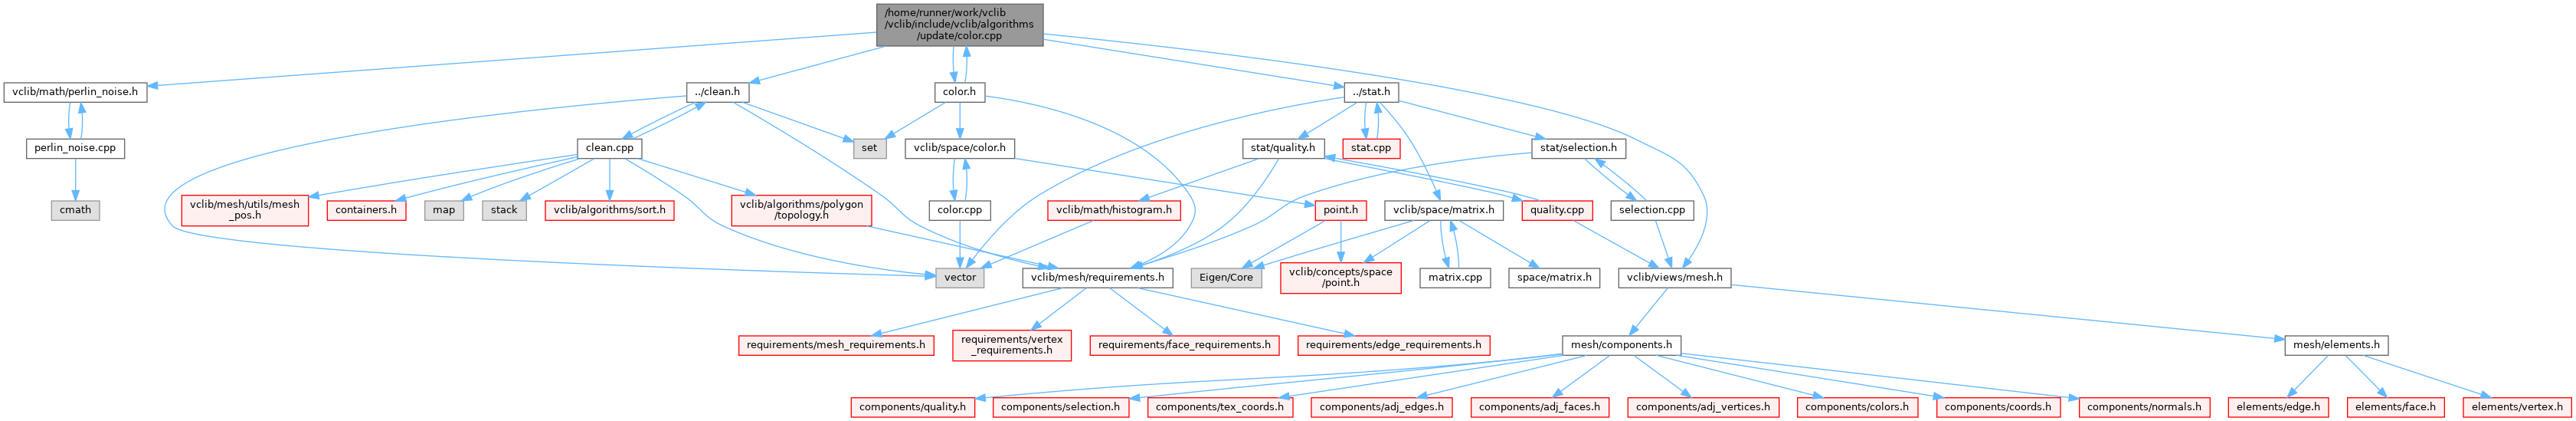 /home/runner/work/vclib
/vclib/include/vclib/algorithms
/update/color.cpp
vclib/math/perlin_noise.h
../clean.h
color.h
../stat.h
perlin_noise.cpp
clean.cpp
set
vclib/space/color.h
stat/quality.h
stat.cpp
stat/selection.h
cmath
vclib/mesh/utils/mesh
_pos.h
containers.h
map
stack
vclib/algorithms/sort.h
vclib/algorithms/polygon
/topology.h
color.cpp
vclib/math/histogram.h
point.h
vclib/space/matrix.h
quality.cpp
selection.cpp
vector
vclib/mesh/requirements.h
Eigen/Core
vclib/concepts/space
/point.h
matrix.cpp
space/matrix.h
vclib/views/mesh.h
requirements/mesh_requirements.h
requirements/vertex
_requirements.h
requirements/face_requirements.h
requirements/edge_requirements.h
mesh/components.h
mesh/elements.h
components/quality.h
components/selection.h
components/tex_coords.h
components/adj_edges.h
components/adj_faces.h
components/adj_vertices.h
components/colors.h
components/coords.h
components/normals.h
elements/edge.h
elements/face.h
elements/vertex.h